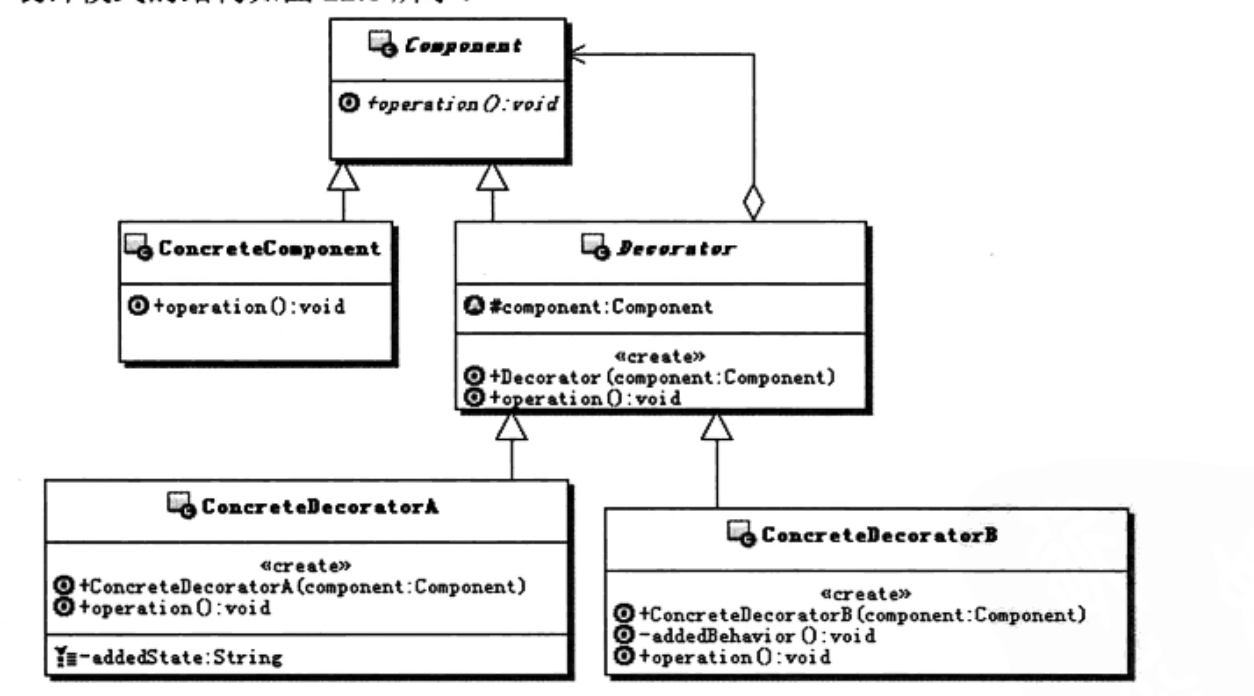 Component
+operation():void
ConcreteComponent
+operation():void
Decorator
#component:Component
«create»
+Decorator(component:Component)
+operation():void
ConcreteDecoratorA
«create»
+ConcreteDecoratorA(component:Component)
+operation():void
-addedState:String
ConcreteDecoratorB
«create»
+ConcreteDecoratorB(component:Component)
-addedBehavior():void
+operation():void